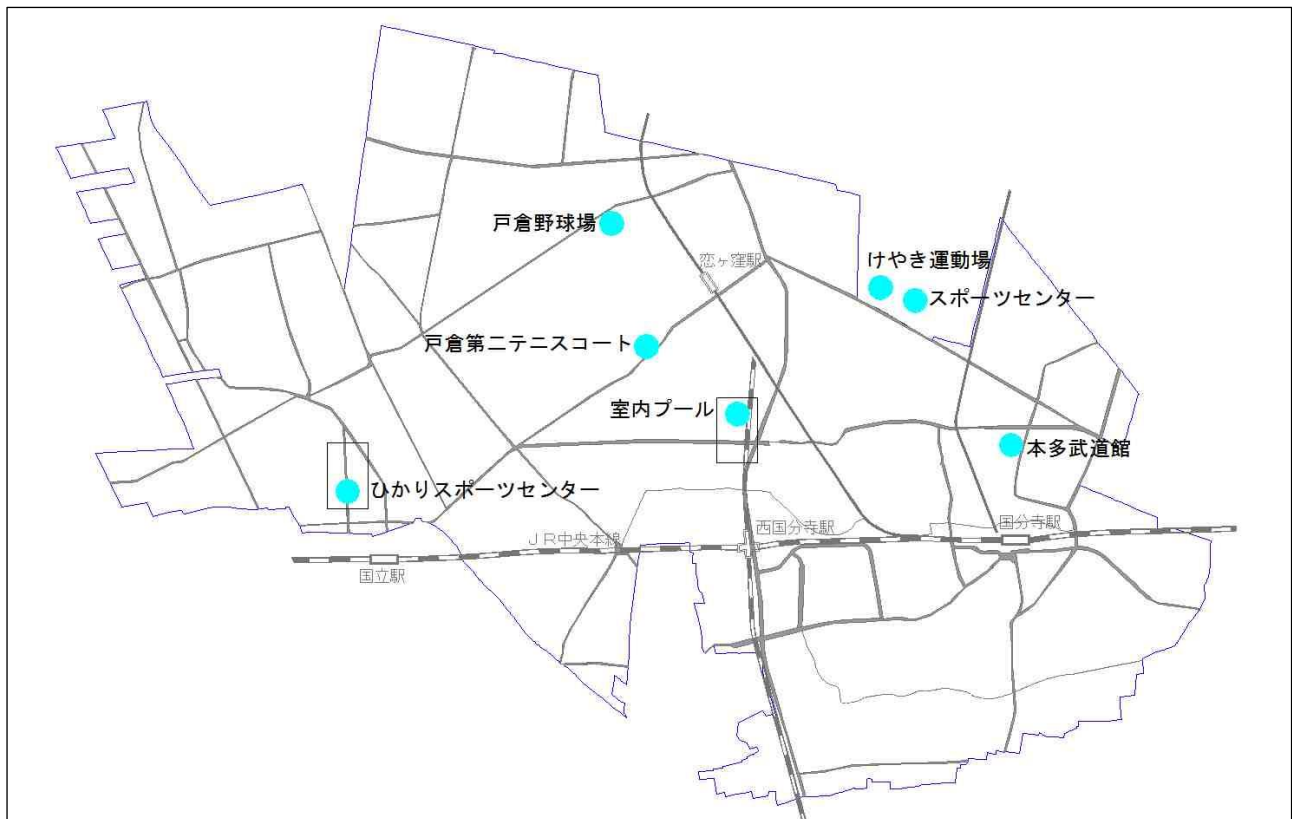 戸倉野球場
恋ヶ窪駅
けやき運動場
スポーツセンター
戸倉第二テニスコート
室内プール
本多武道館
ひかりスポーツセンター
西国分寺駅
国分寺駅
JR中央本線
国立駅